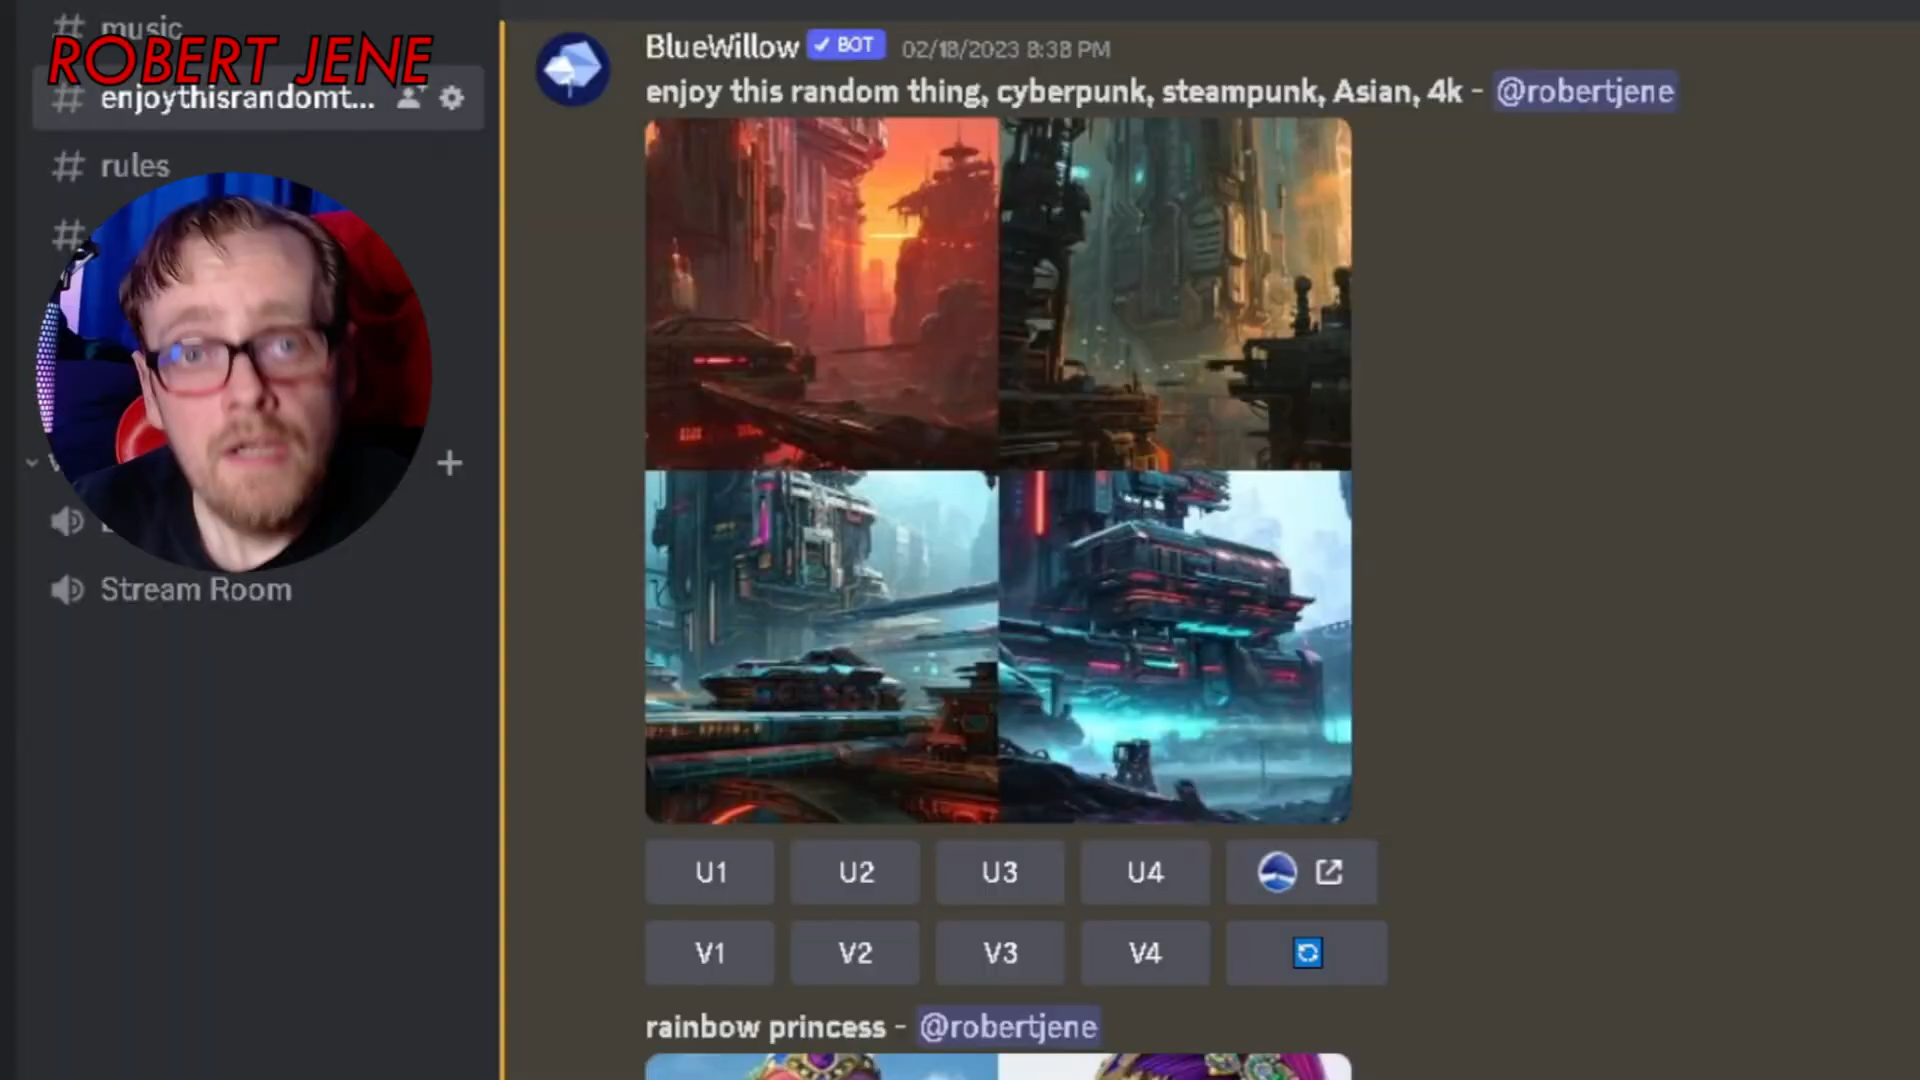 music
ROBERT JENE
enjoythisrandomt...
rules
Stream Room
BlueWillow BOT 02/18/2023 8:38 PM
enjoy this random thing, cyberpunk, steampunk, Asian, 4k - @robertjene
U1 U2 U3 U4
V1 V2 V3 V4
rainbow princess - @robertjene